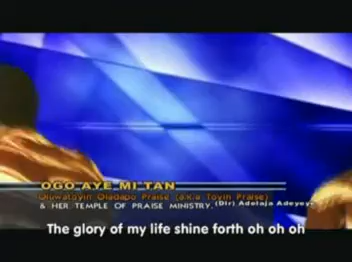 OGO AYE MI TAN
Oluwatoyin Oladapo Praise (a.k.a Toyin Praise)
& HER TEMPLE OF PRAISE MINISTRY, (Dir) Adelaja Adeyeye
The glory of my life shine forth oh oh oh